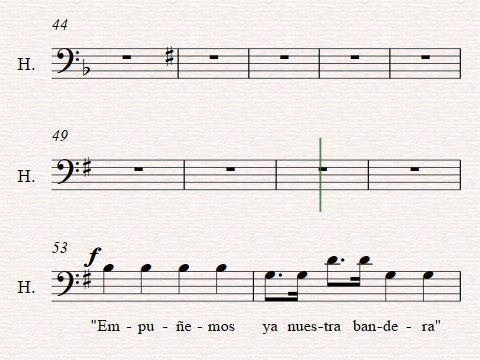 44
H.
49
H.
53
f
H.
"Em - pu - ñe - mos ya nues-tra ban-de - ra"